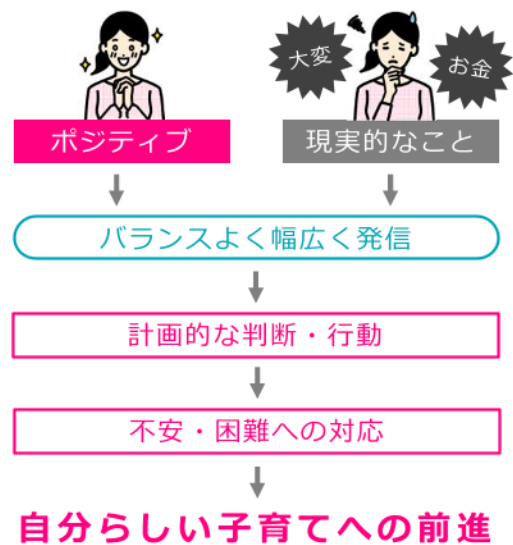 大変
お金
ポジティブ
現実的なこと
バランスよく幅広く発信
計画的な判断・行動
不安・困難への対応
自分らしい子育てへの前進